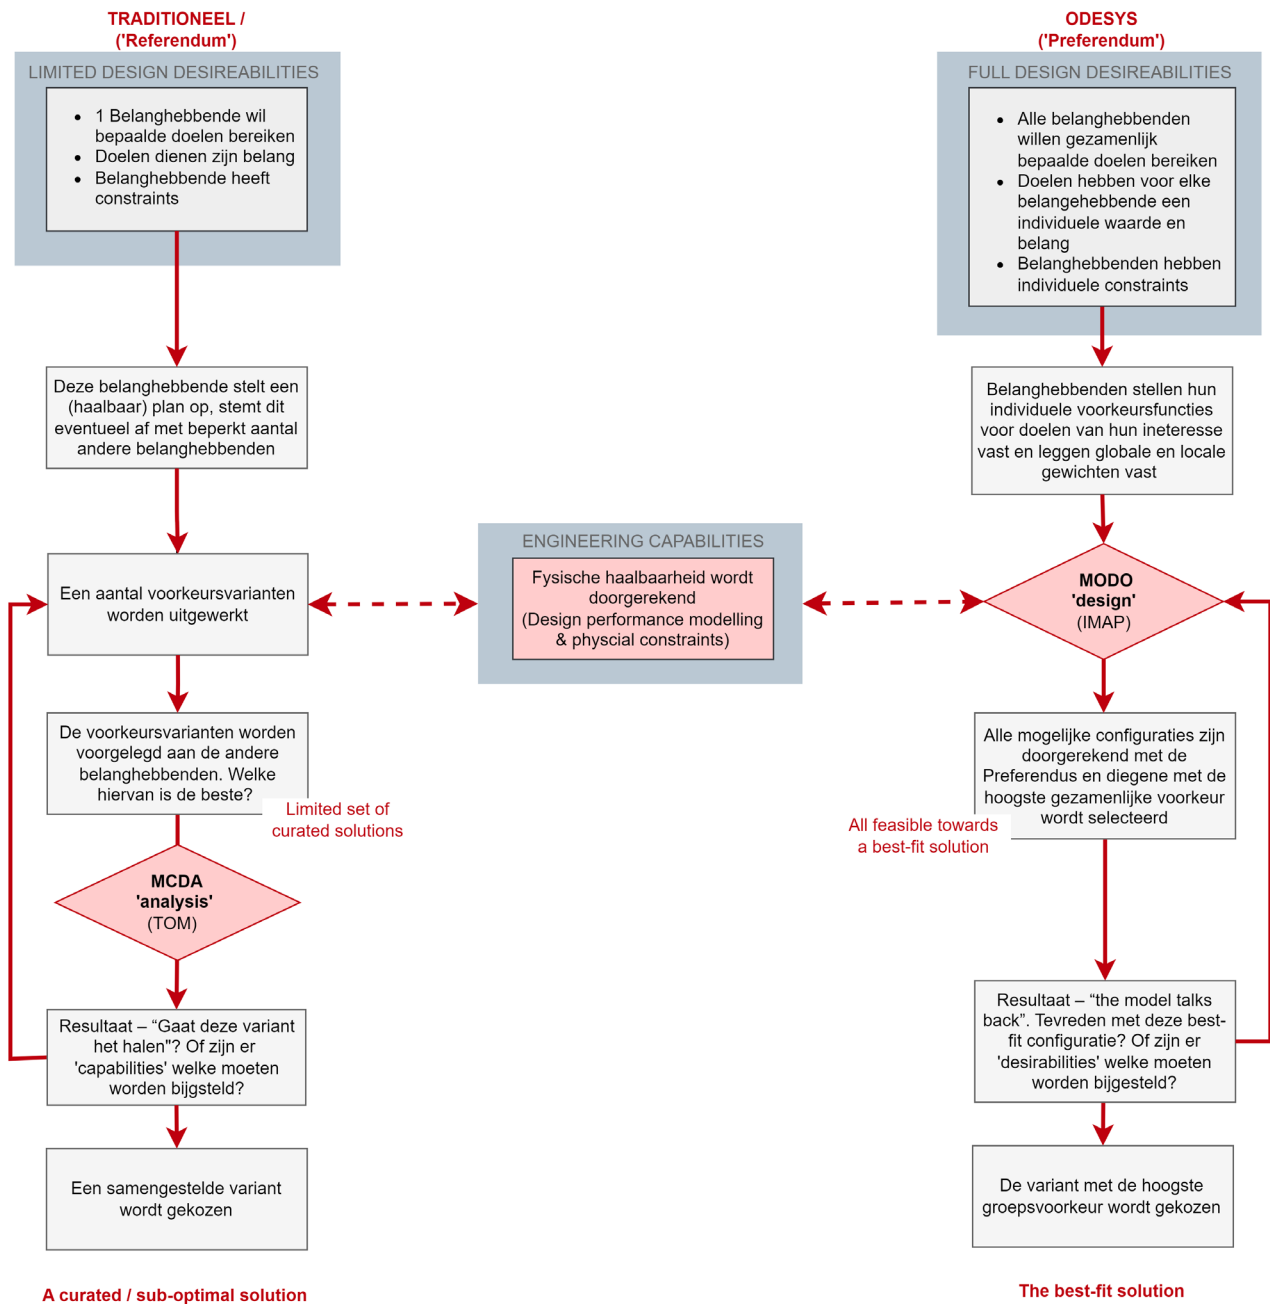 TRADITIONEEL /
('Referendum')
LIMITED DESIGN DESIREABILITIES
• 1 Belanghebbende wil
bepaalde doelen bereiken
• Doelen dienen zijn belang
• Belanghebbende heeft
constraints
Deze belanghebbende stelt een
(haalbaar) plan op, stemt dit
eventueel af met beperkt aantal
andere belanghebbenden
Een aantal voorkeursvarianten
worden uitgewerkt
De voorkeursvarianten worden
voorgelegd aan de andere
belanghebbenden. Welke
hiervan is de beste?
Limited set of
curated solutions
MCDA
'analysis'
(TOM)
Resultaat – “Gaat deze variant
het halen"? Of zijn er
'capabilities' welke moeten
worden bijgsteld?
Een samengestelde variant
wordt gekozen
A curated / sub-optimal solution
ENGINEERING CAPABILITIES
Fysische haalbaarheid wordt
doorgerekend
(Design performance modelling
& physcial constraints)
ODESYS
('Preferendum')
FULL DESIGN DESIREABILITIES
• Alle belanghebbenden
willen gezamenlijk
bepaalde doelen bereiken
• Doelen hebben voor elke
belangehebbende een
individuele waarde en
belang
• Belanghebbenden hebben
individuele constraints
Belanghebbenden stellen hun
individuele voorkeursfuncties
voor doelen van hun ineteresse
vast en leggen globale en locale
gewichten vast
MODO
'design'
(IMAP)
Alle mogelijke configuraties zijn
doorgerekend met de
Preferendus en diegene met de
hoogste gezamenlijke voorkeur
wordt selecteerd
All feasible towards
a best-fit solution
Resultaat – “the model talks
back”. Tevreden met deze best-
fit configuratie? Of zijn er
'desirabilities' welke moeten
worden bijgesteld?
De variant met de hoogste
groepsvoorkeur wordt gekozen
The best-fit solution